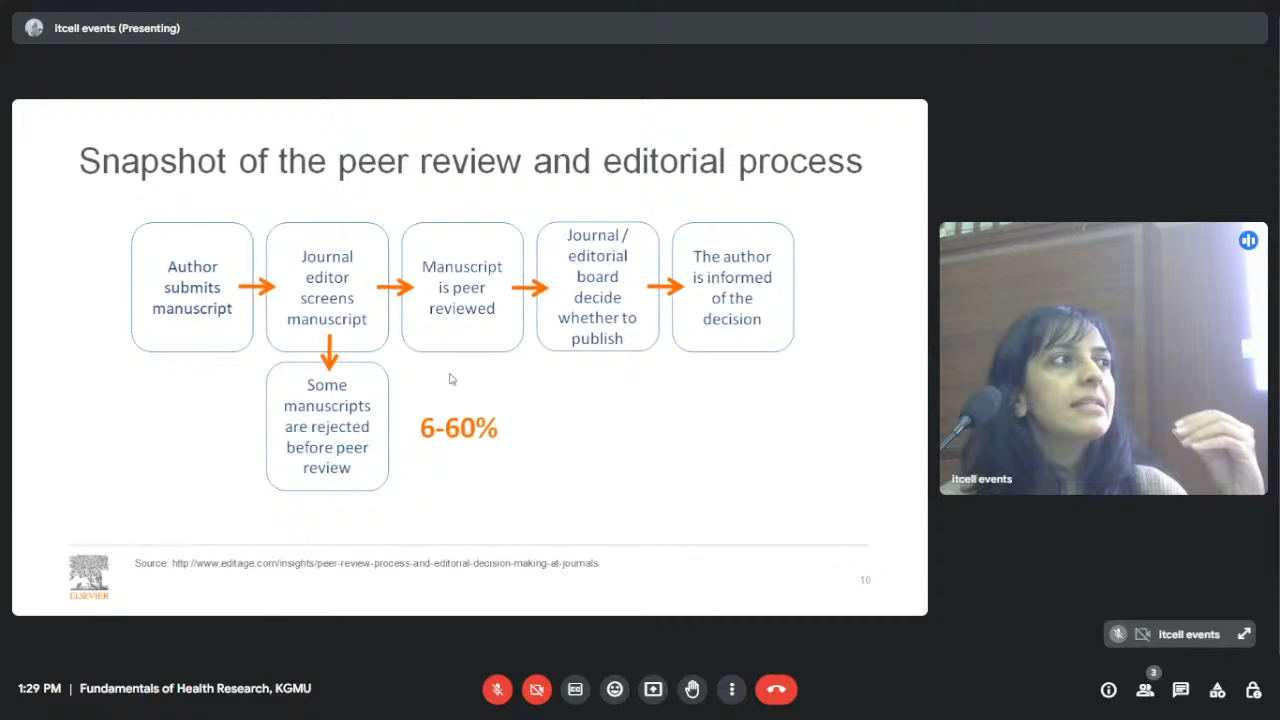 itcell events (Presenting)
Snapshot of the peer review and editorial process
Author
submits
manuscript
Journal
editor
screens
manuscript
Manuscript
is peer
reviewed
Journal /
editorial
board
decide
whether to
publish
The author
is informed
of the
decision
Some
manuscripts
are rejected
before peer
review
6-60%
Source: http://www.editage.com/insights/peer-review-process-and-editorial-decision-making-at-journals
ELSEVIER
10
itcell events
itcell events
1:29 PM | Fundamentals of Health Research, KGMU
3